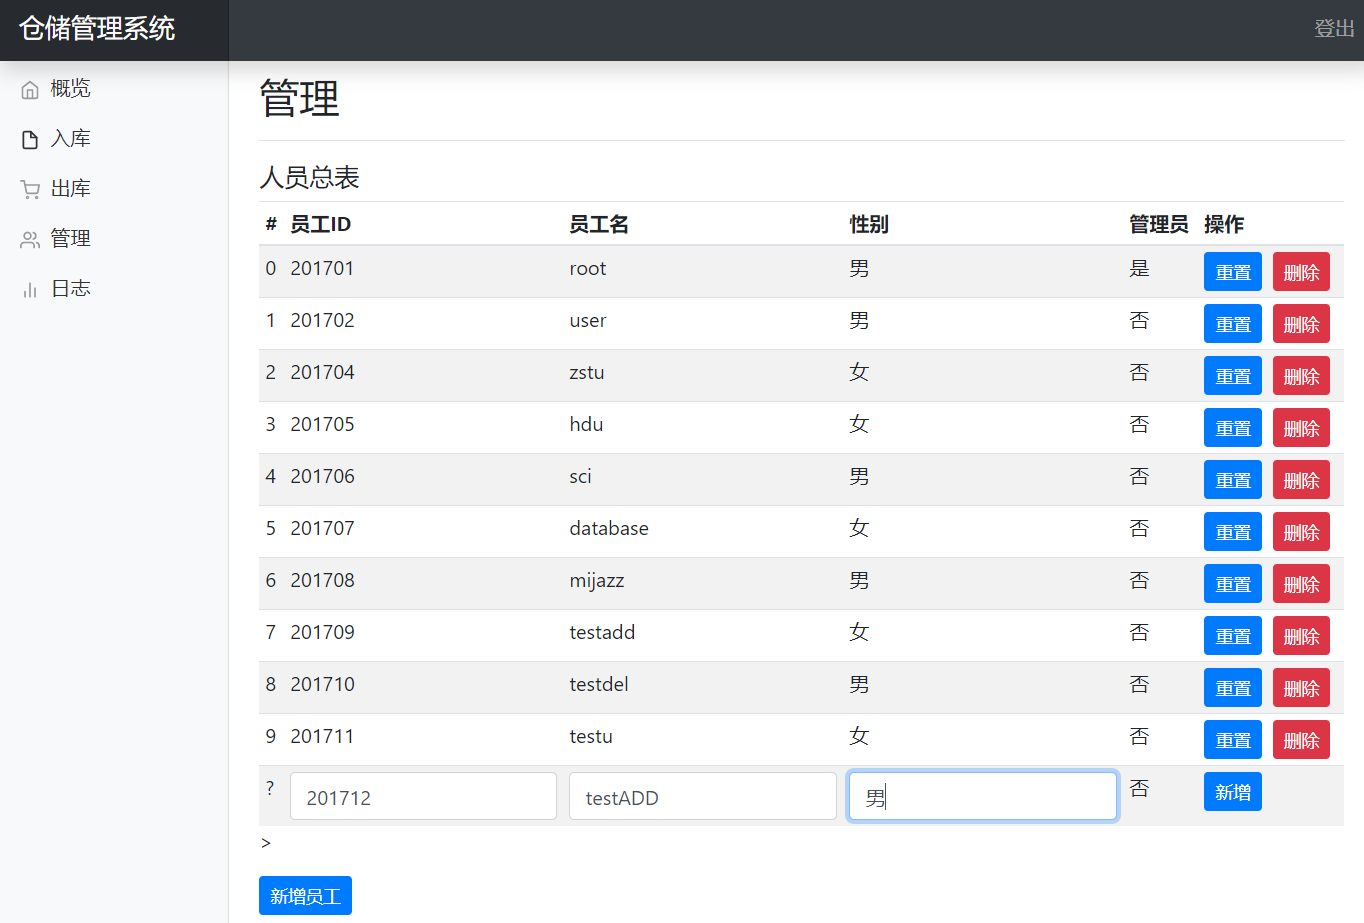 仓储管理系统 登出
概览
入库
出库
管理
日志
管理
人员总表
# 员工ID 员工名 性别 管理员 操作
0 201701 root 男 是 重置 删除
1 201702 user 男 否 重置 删除
2 201704 zstu 女 否 重置 删除
3 201705 hdu 女 否 重置 删除
4 201706 sci 男 否 重置 删除
5 201707 database 女 否 重置 删除
6 201708 mijazz 男 否 重置 删除
7 201709 testadd 女 否 重置 删除
8 201710 testdel 男 否 重置 删除
9 201711 testu 女 否 重置 删除
? 201712 testADD 男 否 新增
>
新增员工